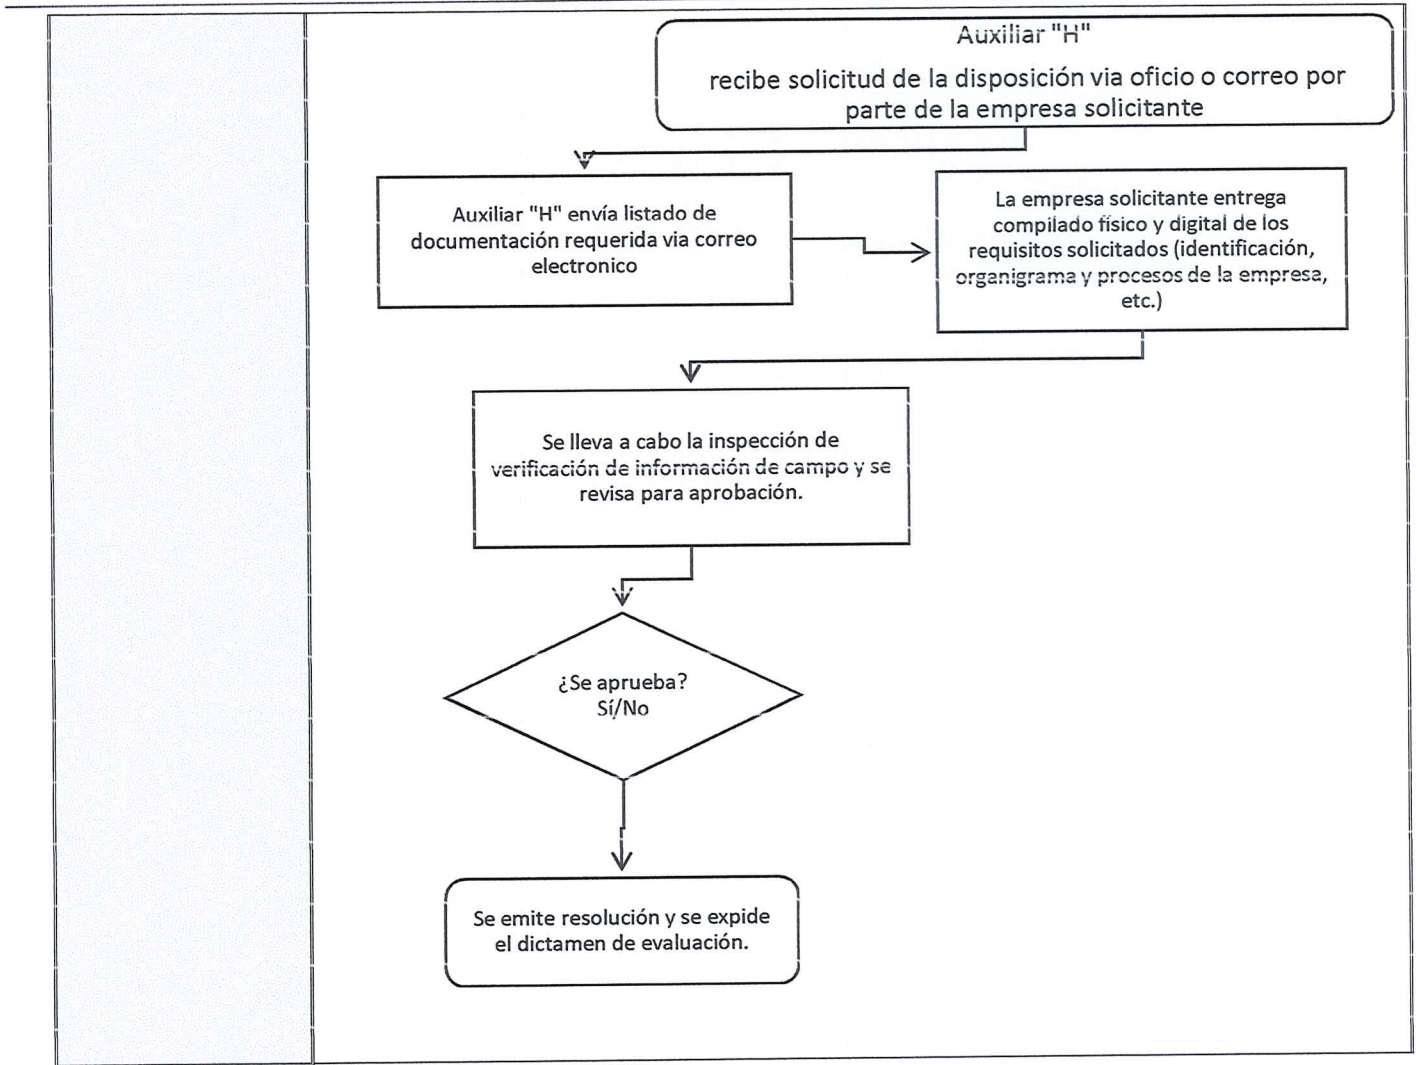 Auxiliar "H"
recibe solicitud de la disposición via oficio o correo por
parte de la empresa solicitante
Auxiliar "H" envía listado de
documentación requerida via correo
electronico
La empresa solicitante entrega
compilado físico y digital de los
requisitos solicitados (identificación,
organigrama y procesos de la empresa,
etc.)
Se lleva a cabo la inspección de
verificación de información de campo y se
revisa para aprobación.
¿Se aprueba?
Sí/No
Se emite resolución y se expide
el dictamen de evaluación.